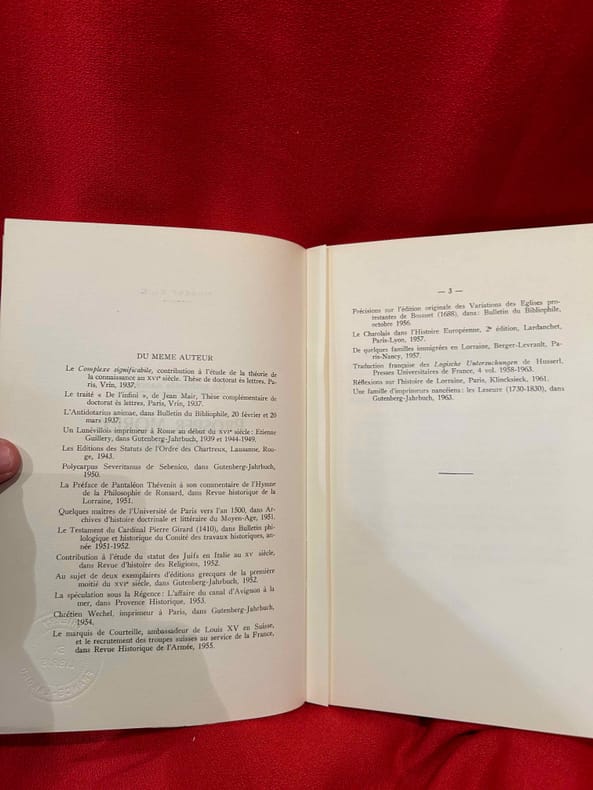 DU MEME AUTEUR
Le Complexe significabile, contribution à l'étude de la théorie de
la connaissance au XVIᵉ siècle. Thèse de doctorat ès lettres, Pa-
ris, Vrin, 1937.
Le traité « De l'infini », de Jean Mair, Thèse complémentaire de
doctorat ès lettres, Paris, Vrin, 1937.
L'Antidotarius animae, dans Bulletin du Bibliophile, 20 février et 20
mars 1937.
Un Lunévillois imprimeur à Rome au début du XVIᵉ siècle : Etienne
Guillery, dans Gutenberg-Jahrbuch, 1939 et 1944-1949.
Les Editions des Statuts de l'Ordre des Chartreux, Lausanne, Rou-
ge, 1943.
Polycarpus Severitanus de Sebenico, dans Gutenberg-Jahrbuch,
1950.
La Préface de Pantaléon Thévenin à son commentaire de l'Hymne
de la Philosophie de Ronsard, dans Revue historique de la
Lorraine, 1951.
Quelques maîtres de l'Université de Paris vers l'an 1500, dans Ar-
chives d'histoire doctrinale et littéraire du Moyen-Age, 1951.
Le Testament du Cardinal Pierre Girard (1410), dans Bulletin phi-
lologique et historique du Comité des travaux historiques, an-
née 1951-1952.
Contribution à l'étude du statut des Juifs en Italie au XVᵉ siècle,
dans Revue d'histoire des Religions, 1952.
Au sujet de deux exemplaires d'éditions grecques de la première
moitié du XVIᵉ siècle, dans Gutenberg-Jahrbuch, 1952.
La spéculation sous la Régence : L'affaire du canal d'Avignon à la
mer, dans Provence Historique, 1953.
Chrétien Wechel, imprimeur à Paris, dans Gutenberg-Jahrbuch,
1954.
Le marquis de Courteille, ambassadeur de Louis XV en Suisse,
et le recrutement des troupes suisses au service de la France,
dans Revue Historique de l'Armée, 1955.
— 3 —
Précisions sur l'édition originale des Variations des Eglises pro-
testantes de Bossuet (1688), dans : Bulletin du Bibliophile,
octobre 1956.
Le Charolais dans l'Histoire Européenne, 2ᵉ édition, Lardanchet,
Paris-Lyon, 1957.
De quelques familles immigrées en Lorraine, Berger-Levrault, Pa-
ris-Nancy, 1957.
Traduction française des Logische Unterschungen de Husserl,
Presses Universitaires de France, 4 vol. 1958-1963.
Réflexions sur l'histoire de Lorraine, Paris, Klincksieck, 1961.
Une famille d'imprimeurs nancéiens : les Leseure (1730-1830), dans
Gutenberg-Jahrbuch, 1963.